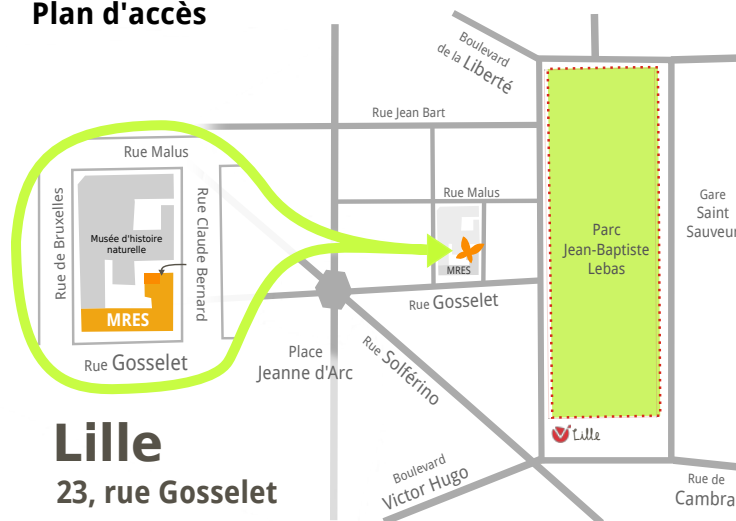 Plan d'accès
Boulevard
de la Liberté
Rue Jean Bart
Rue Malus
Rue Malus
Rue de Bruxelles
Musée d'histoire
naturelle
Rue Claude Bernard
MRES
Rue Gosselet
MRES
Rue Gosselet
Parc
Jean-Baptiste
Lebas
Gare
Saint
Sauveur
Place
Jeanne d'Arc
Rue Solférino
V' Lille
Boulevard
Victor Hugo
Rue de
Cambra
Lille
23, rue Gosselet